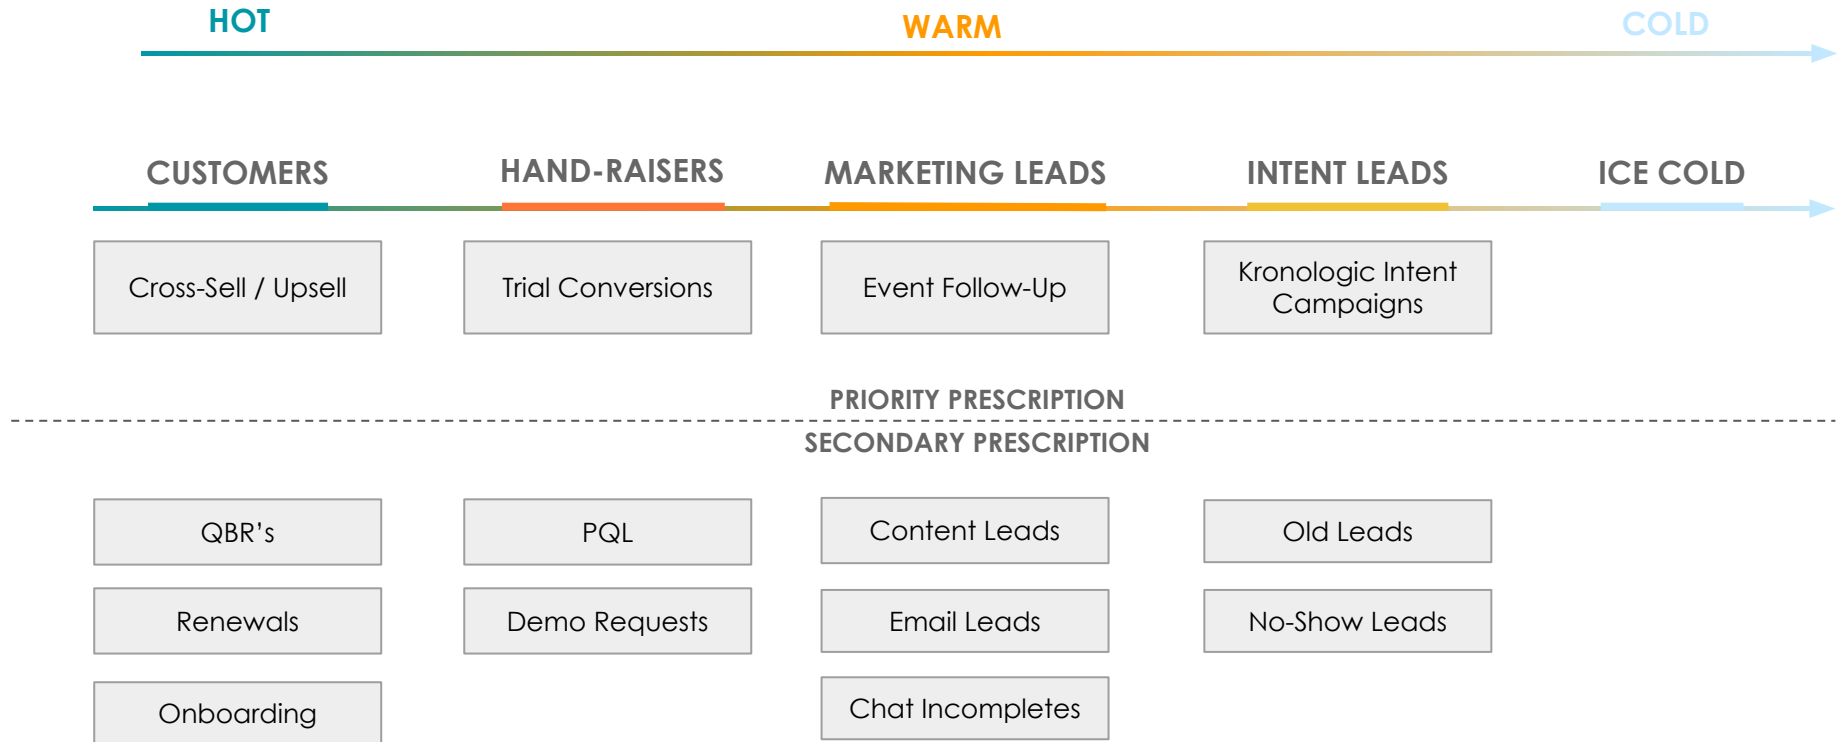 HOT
WARM
COLD
CUSTOMERS
HAND-RAISERS
MARKETING LEADS
INTENT LEADS
ICE COLD
Cross-Sell / Upsell
Trial Conversions
Event Follow-Up
Kronologic Intent
Campaigns
PRIORITY PRESCRIPTION
SECONDARY PRESCRIPTION
QBR’s
PQL
Content Leads
Old Leads
Renewals
Demo Requests
Email Leads
No-Show Leads
Onboarding
Chat Incompletes